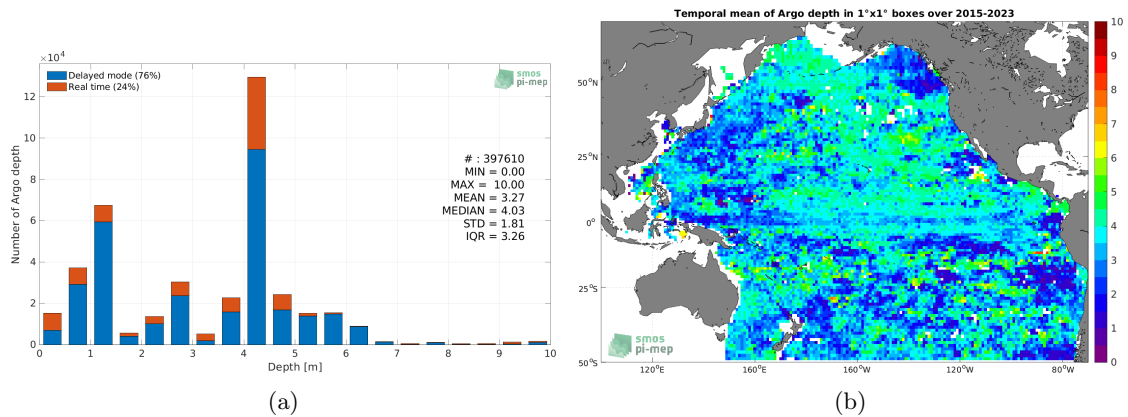 Temporal mean of Argo depth in 1°x1° boxes over 2015-2023
×10⁴
Delayed mode (76%)
Real time (24%)
smos
pi-mep
12
10
8
6
4
2
0
Number of Argo depth
# : 397610
MIN = 0.00
MAX = 10.00
MEAN = 3.27
MEDIAN = 4.03
STD = 1.81
IQR = 3.26
0 1 2 3 4 5 6 7 8 9 10
Depth [m]
(a)
50°N
25°N
0°
25°S
50°S
120°E 160°E 160°W 120°W 80°W
smos
pi-mep
10
9
8
7
6
5
4
3
2
1
0
(b)